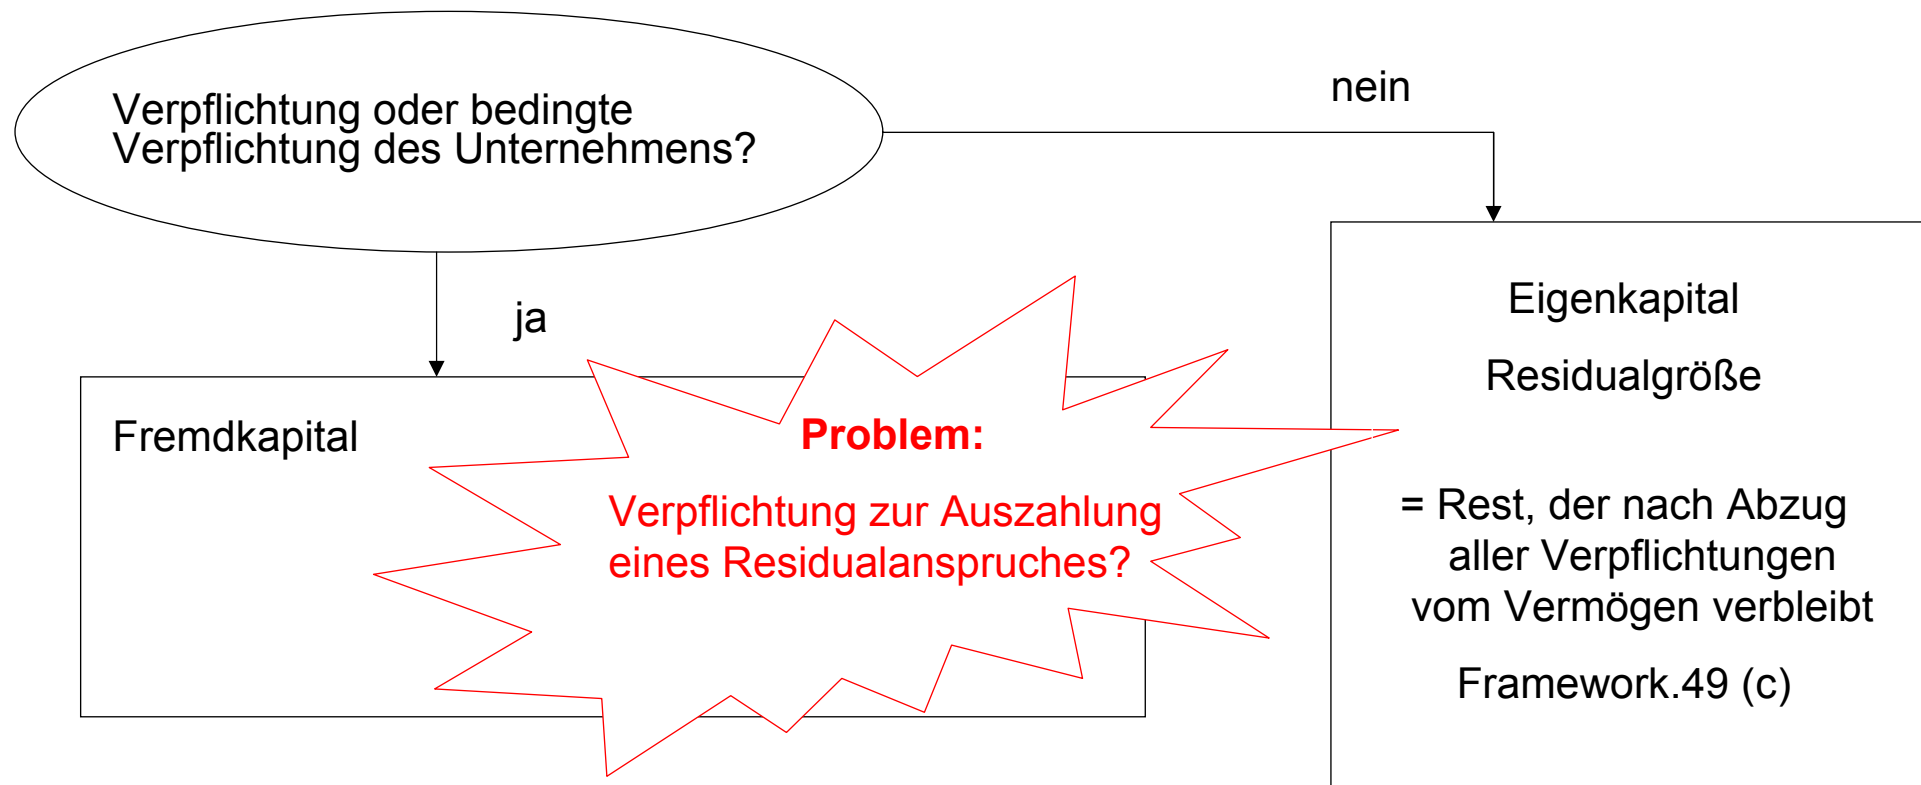 Verpflichtung oder bedingte
Verpflichtung des Unternehmens?
nein
ja
Fremdkapital
Problem:
Verpflichtung zur Auszahlung
eines Residualanspruches?
Eigenkapital
Residualgröße
= Rest, der nach Abzug
aller Verpflichtungen
vom Vermögen verbleibt
Framework.49 (c)